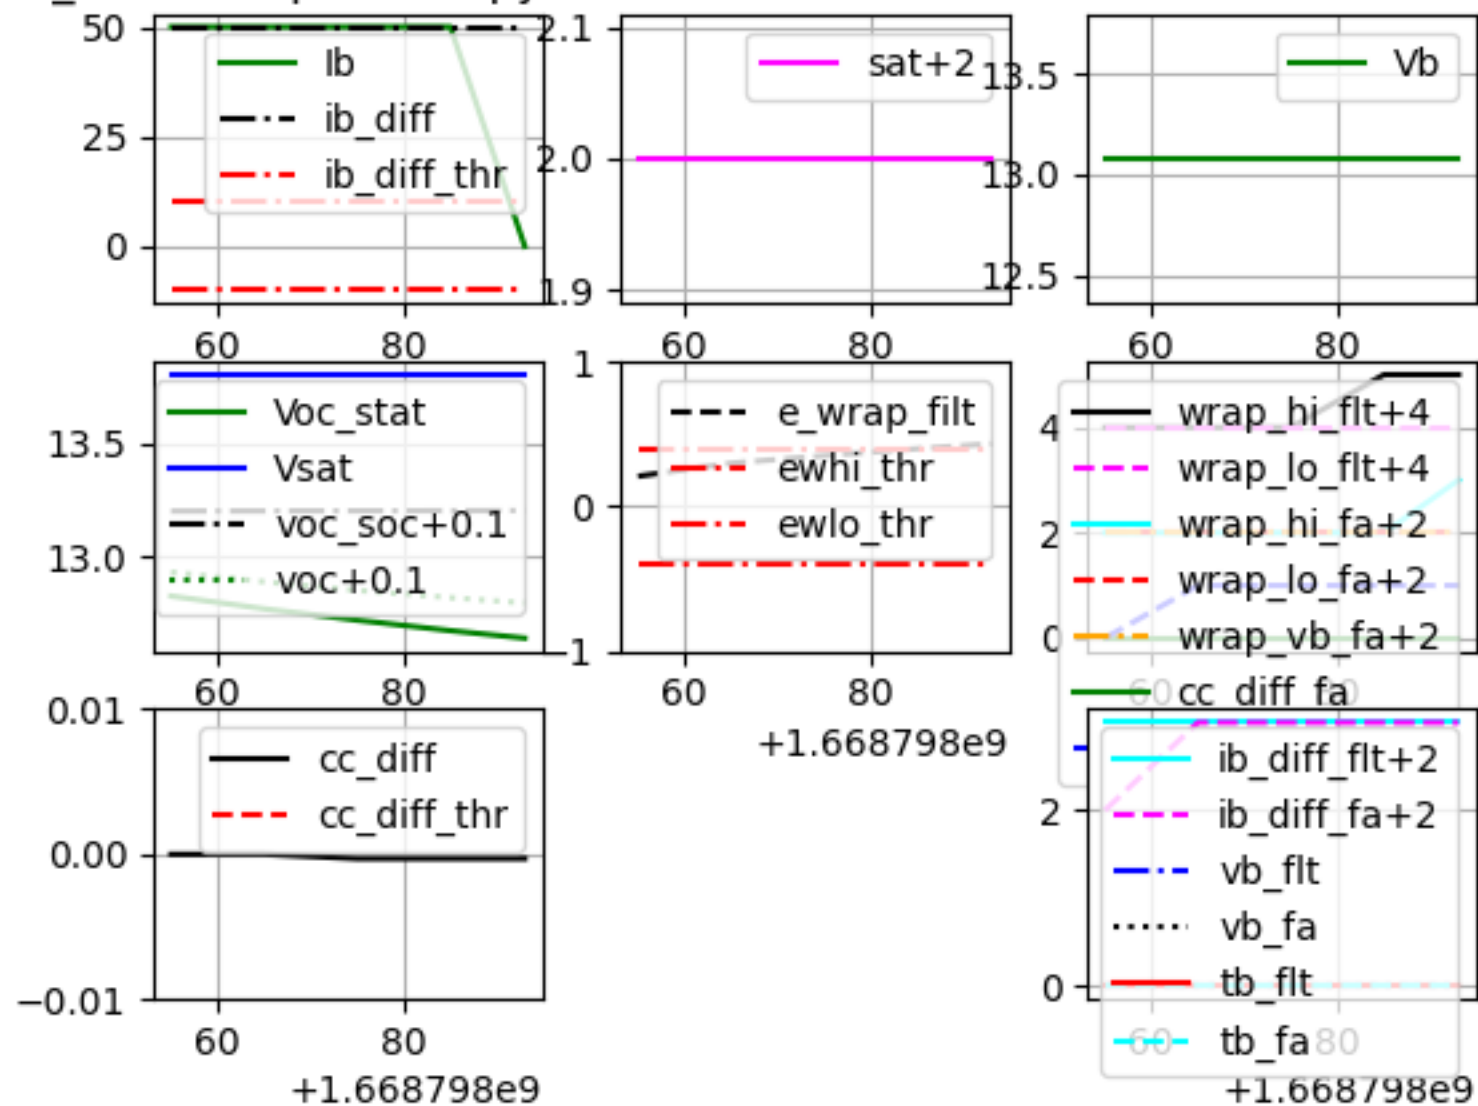 50
25
0
Ib
ib_diff
ib_diff_thr
60 80
2.1
2.0
1.9
sat+2
60 80
13.5
13.0
12.5
Vb
60 80
13.5
13.0
Voc_stat
Vsat
voc_soc+0.1
voc+0.1
60 80
1
0
−1
e_wrap_filt
ewhi_thr
ewlo_thr
60 80
+1.668798e9
4
2
0
wrap_hi_flt+4
wrap_lo_flt+4
wrap_hi_fa+2
wrap_lo_fa+2
wrap_vb_fa+2
cc_diff_fa
60 80
0.01
0.00
−0.01
cc_diff
cc_diff_thr
60 80
+1.668798e9
2
0
ib_diff_flt+2
ib_diff_fa+2
vb_flt
vb_fa
tb_flt
tb_fa
60 80
+1.668798e9